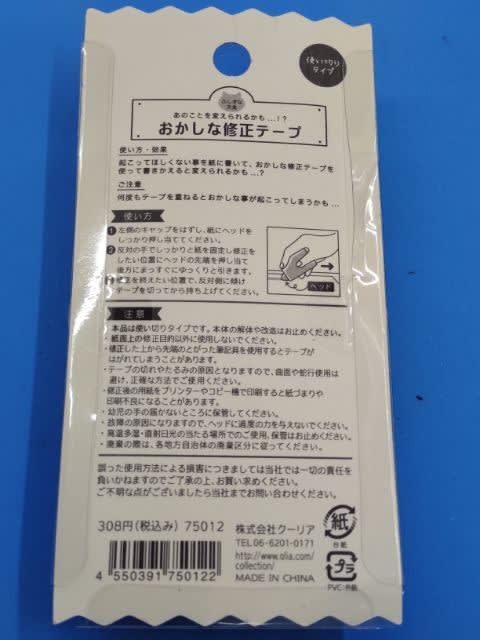 使いきり
タイプ
ふしぎな
文具
あのことを変えられるかも…!?
おかしな修正テープ
使い方・効果
起こってほしくない事を紙に書いて、おかしな修正テープを
使って書きかえると変えられるかも…?
ご注意
何度もテープを重ねるとおかしな事が起こってしまうかも…
使い方
1 左側のキャップをはずし、紙にヘッドを
しっかり押し当ててください。
2 反対の手でしっかりと紙を固定し修正を
したい位置にヘッドの先端を押し当て
後方にまっすぐにゆっくりと引きます。
正を終えたい位置で、反対側に傾け
テープを切ってから持ち上げてください。
ヘッド
注意
・本品は使い切りタイプです。本体の解体や改造はお止めください。
・紙面上の修正目的以外に使用しないでください。
・修正した上から先端のとがった筆記具を使用するとテープが
はがれてしまうことがあります。
・テープの切れやたるみの原因となりますので、曲面や蛇行使用は
避け、正確な方法でご使用ください。
・修正後の用紙をプリンターやコピー機で印刷すると紙づまりや
印刷不良になることがあります。
・幼児の手の届かないところに保管してください。
・故障の原因になりますので、ヘッドに過度の力を与えないでください。
・高温多湿・直射日光の当たる場所でのご使用、保管はお止めください。
・廃棄の際は、各地方自治体の廃棄区分に従ってください。
誤った使用方法による損害につきましては当社では一切の責任を
負いかねますのでご了承の上、お買い求めください。
ご不明な点がございましたら当社までお問い合わせください。
308円(税込み) 75012
4 550391 750122
株式会社クーリア
TEL 06-6201-0171
http://www.qlia.com/
collection/
MADE IN CHINA
紙
台紙
プラ
PVC:外装